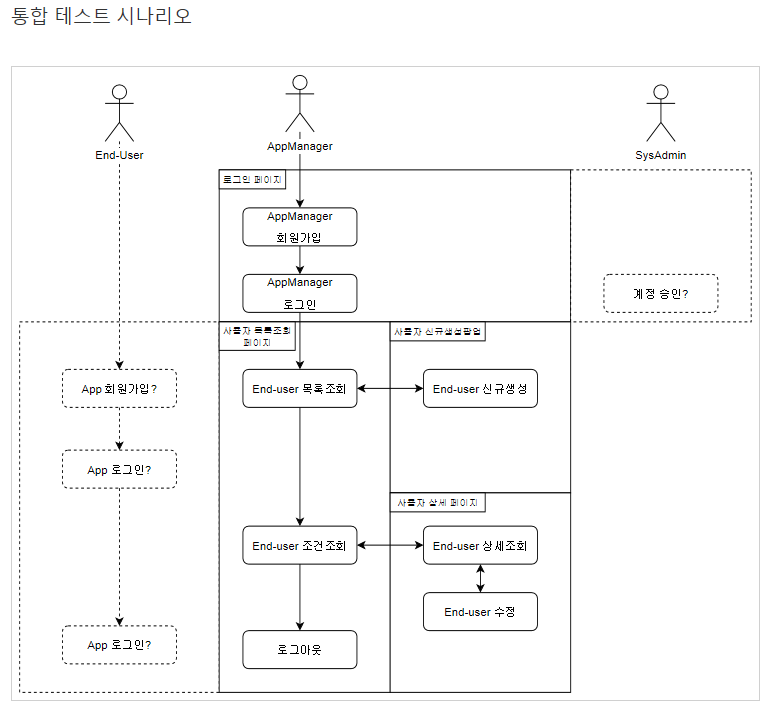 통합 테스트 시나리오
End-User
AppManager
SysAdmin
로그인 페이지
AppManager
회원가입
AppManager
로그인
계정 승인?
사용자 목록조회
페이지
사용자 신규생성팝업
App 회원가입?
End-user 목록조회
End-user 신규생성
App 로그인?
사용자 상세 페이지
End-user 조건조회
End-user 상세조회
End-user 수정
App 로그인?
로그아웃